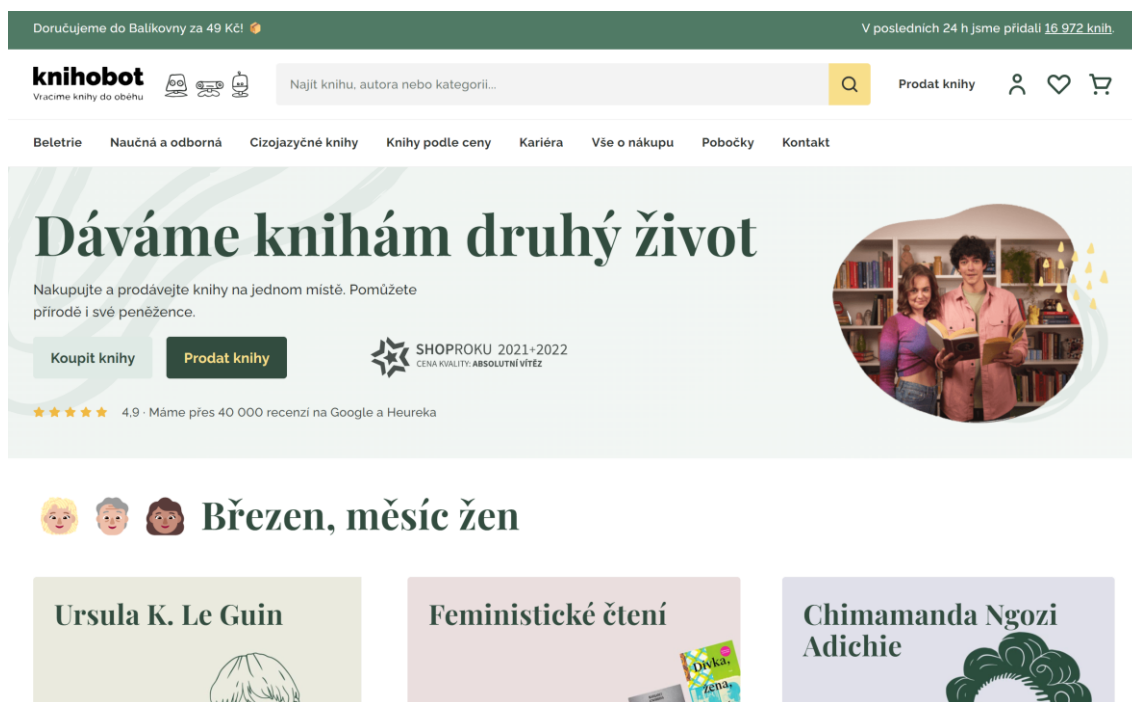 Doručujeme do Balíkovny za 49 Kč!
V posledních 24 h jsme přidali 16 972 knih.
knihobot
Vracíme knihy do oběhu
Najít knihu, autora nebo kategorii...
Prodat knihy
Beletrie Naučná a odborná Cizojazyčné knihy Knihy podle ceny Kariéra Vše o nákupu Pobočky Kontakt
Dáváme knihám druhý život
Nakupujte a prodávejte knihy na jednom místě. Pomůžete
přírodě i své peněžence.
Koupit knihy
Prodat knihy
SHOPROKU 2021+2022
CENA KVALITY: ABSOLUTNÍ VÍTĚZ
4,9 · Máme přes 40 000 recenzí na Google a Heureka
Březen, měsíc žen
Ursula K. Le Guin
Feministické čtení
Dívka,
žena,
Chimamanda Ngozi
Adichie